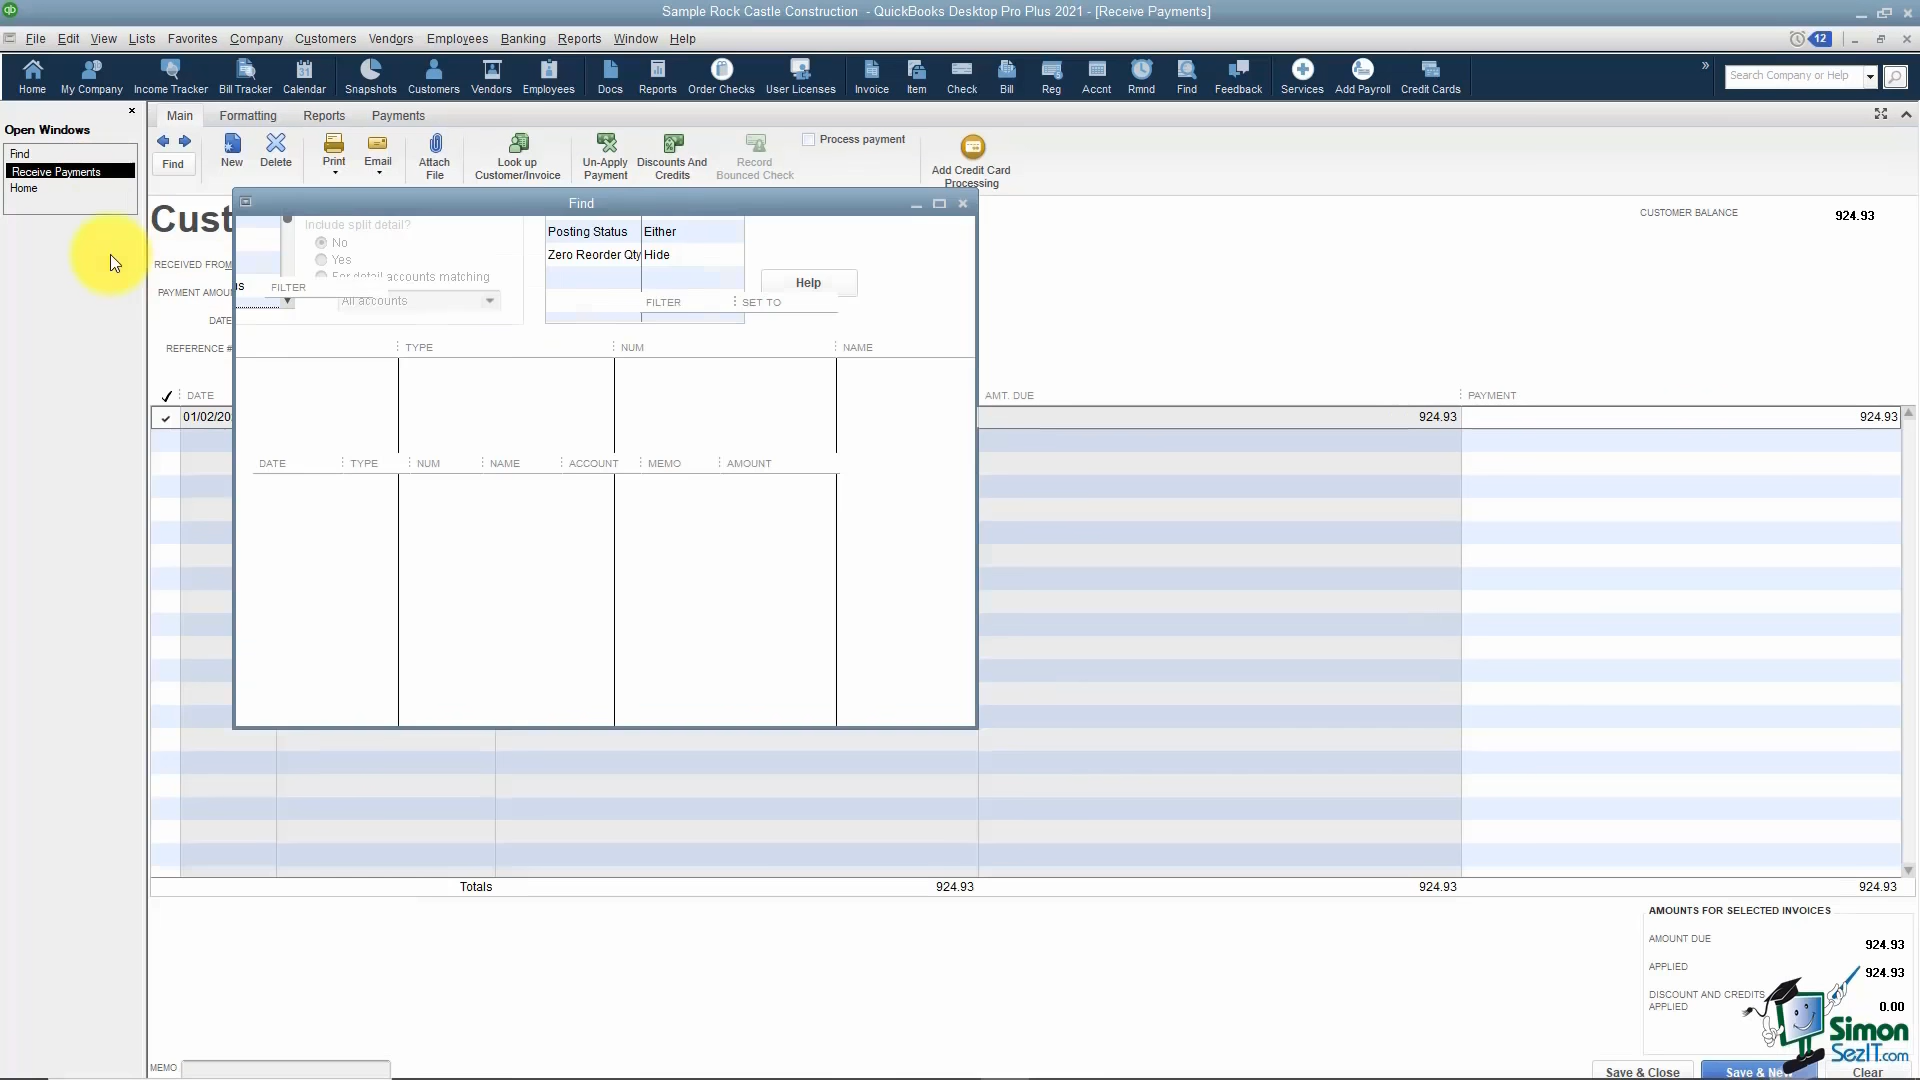 Sample Rock Castle Construction - QuickBooks Desktop Pro Plus 2021 - [Receive Payments]
File Edit View Lists Favorites Company Customers Vendors Employees Banking Reports Window Help
12
Home My Company Income Tracker Bill Tracker Calendar Snapshots Customers Vendors Employees Docs Reports Order Checks User Licenses Invoice Item Check Bill Reg Accnt Rmnd Find Feedback Services Add Payroll Credit Cards
Search Company or Help
Open Windows
Find
Receive Payments
Home
Main Formatting Reports Payments
Find New Delete Print Email Attach File Look up Customer/Invoice Un-Apply Payment Discounts And Credits Record Bounced Check
Process payment
Add Credit Card Processing
Cust
CUSTOMER BALANCE 924.93
RECEIVED FROM
PAYMENT AMOU
DATE
REFERENCE #
Find
Include split detail?
No
Yes
For detail accounts matching
All accounts
us
FILTER
Posting Status Either
Zero Reorder Qty Hide
FILTER SET TO
Help
TYPE NUM NAME
DATE TYPE NUM NAME ACCOUNT MEMO AMOUNT
DATE AMT. DUE PAYMENT
01/02/20 924.93 924.93
Totals 924.93 924.93 924.93
AMOUNTS FOR SELECTED INVOICES
AMOUNT DUE 924.93
APPLIED 924.93
DISCOUNT AND CREDITS APPLIED 0.00
MEMO
Save & Close Save & New Clear
Simon
SezIT.com